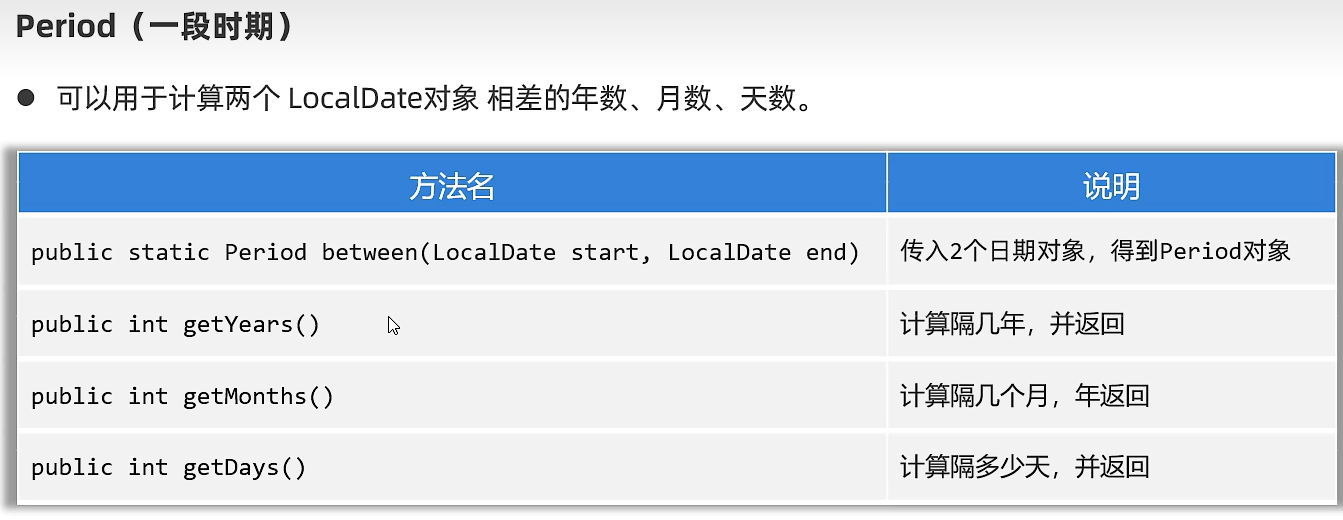 Period（一段时期）
● 可以用于计算两个 LocalDate对象 相差的年数、月数、天数。
方法名 说明
public static Period between(LocalDate start, LocalDate end) 传入2个日期对象，得到Period对象
public int getYears() 计算隔几年，并返回
public int getMonths() 计算隔几个月，年返回
public int getDays() 计算隔多少天，并返回